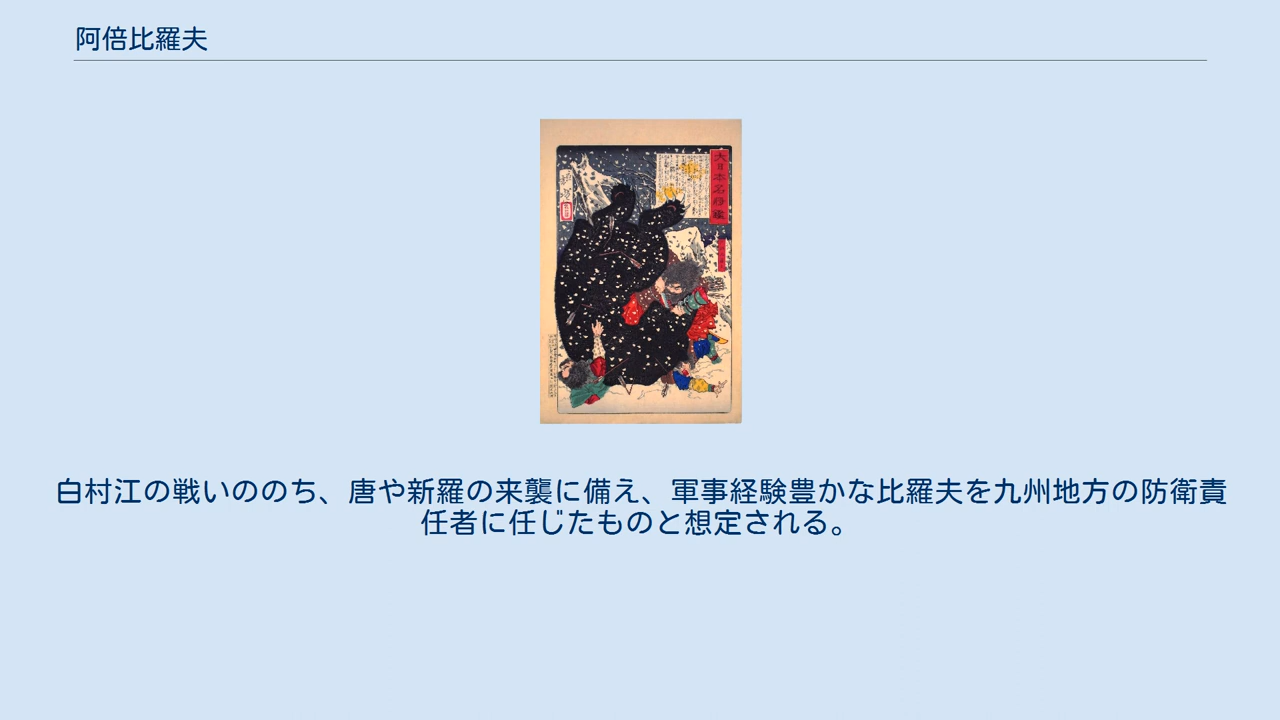 阿倍比羅夫
大日本名将鑑
白村江の戦いののち、唐や新羅の来襲に備え、軍事経験豊かな比羅夫を九州地方の防衛責
任者に任じたものと想定される。